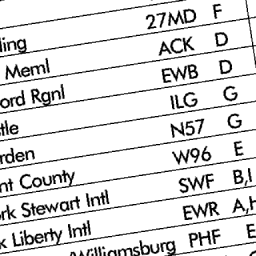 27MD F
ling ACK D
Meml EWB D
ord Rgnl ILG G
tle N57 G
rden W96 E
nt County SWF B,I
rk Stewart Intl EWR A,H
k Liberty Intl PHF E
Williamsburg